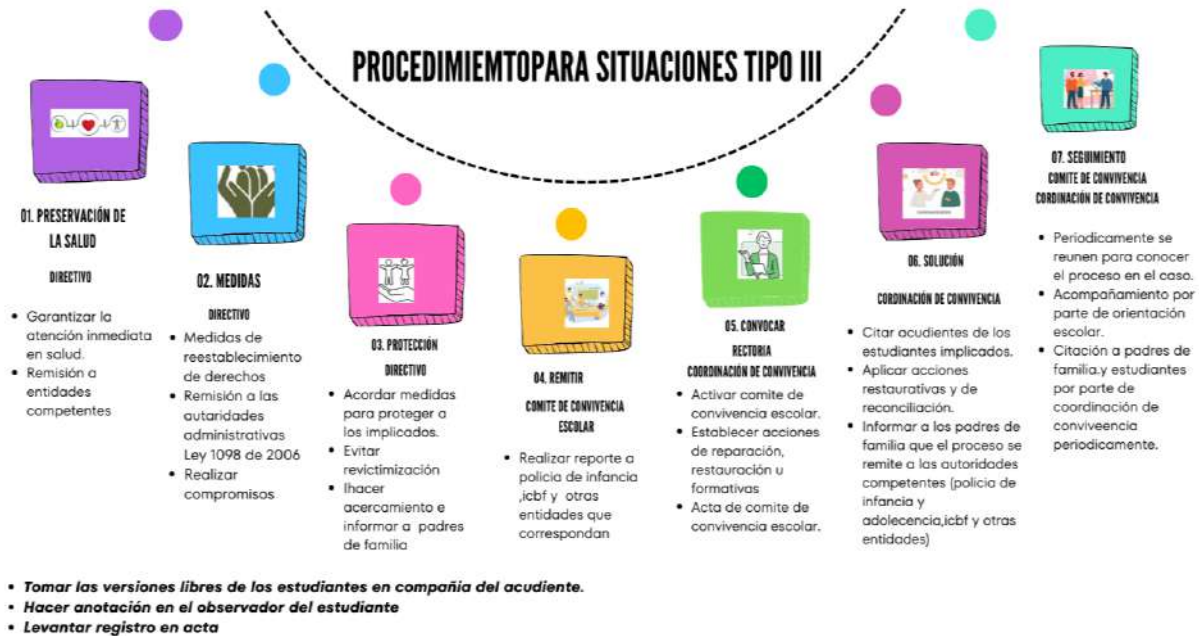 PROCEDIMIEMTOPARA SITUACIONES TIPO III
01. PRESERVACIÓN DE
LA SALUD
DIRECTIVO
• Garantizar la
atención inmediata
en salud.
• Remisión a
entidades
competentes
02. MEDIDAS
DIRECTIVO
• Medidas de
reestablecimiento
de derechos
• Remisión a las
autaridades
administrativas
Ley 1098 de 2006
• Realizar
compromisos
03. PROTECCIÓN
DIRECTIVO
• Acordar medidas
para proteger a
los implicados.
• Evitar
revictimización
• Ihacer
acercamiento e
informar a padres
de familia
04. REMITIR
COMITE DE CONVIVENCIA
ESCOLAR
• Realizar reporte a
policia de infancia
,icbf y otras
entidades que
correspondan
05. CONVOCAR
RECTORIA
COORDINACIÓN DE CONVIVENCIA
• Activar comite de
convivencia escolar.
• Establecer acciones
de reparación,
restauración u
formativas
• Acta de comite de
convivencia escolar.
06. SOLUCIÓN
CORDINACIÓN DE CONVIVENCIA
• Citar acudientes de los
estudiantes implicados.
• Aplicar acciones
restaurativas y de
reconciliación.
• Informar a los padres de
familia que el proceso se
remite a las autoridades
competentes (policia de
infancia y
adolecencia,icbf y otras
entidades)
07. SEGUIMIENTO
COMITE DE CONVIVENCIA
CORDINACIÓN DE CONVIVENCIA
• Periodicamente se
reunen para conocer
el proceso en el caso.
• Acompañamiento por
parte de orientación
escolar.
• Citación a padres de
familia.y estudiantes
por parte de
coordinación de
conviveencia
periodicamente.
• Tomar las versiones libres de los estudiantes en compañia del acudiente.
• Hacer anotación en el observador del estudiante
• Levantar registro en acta